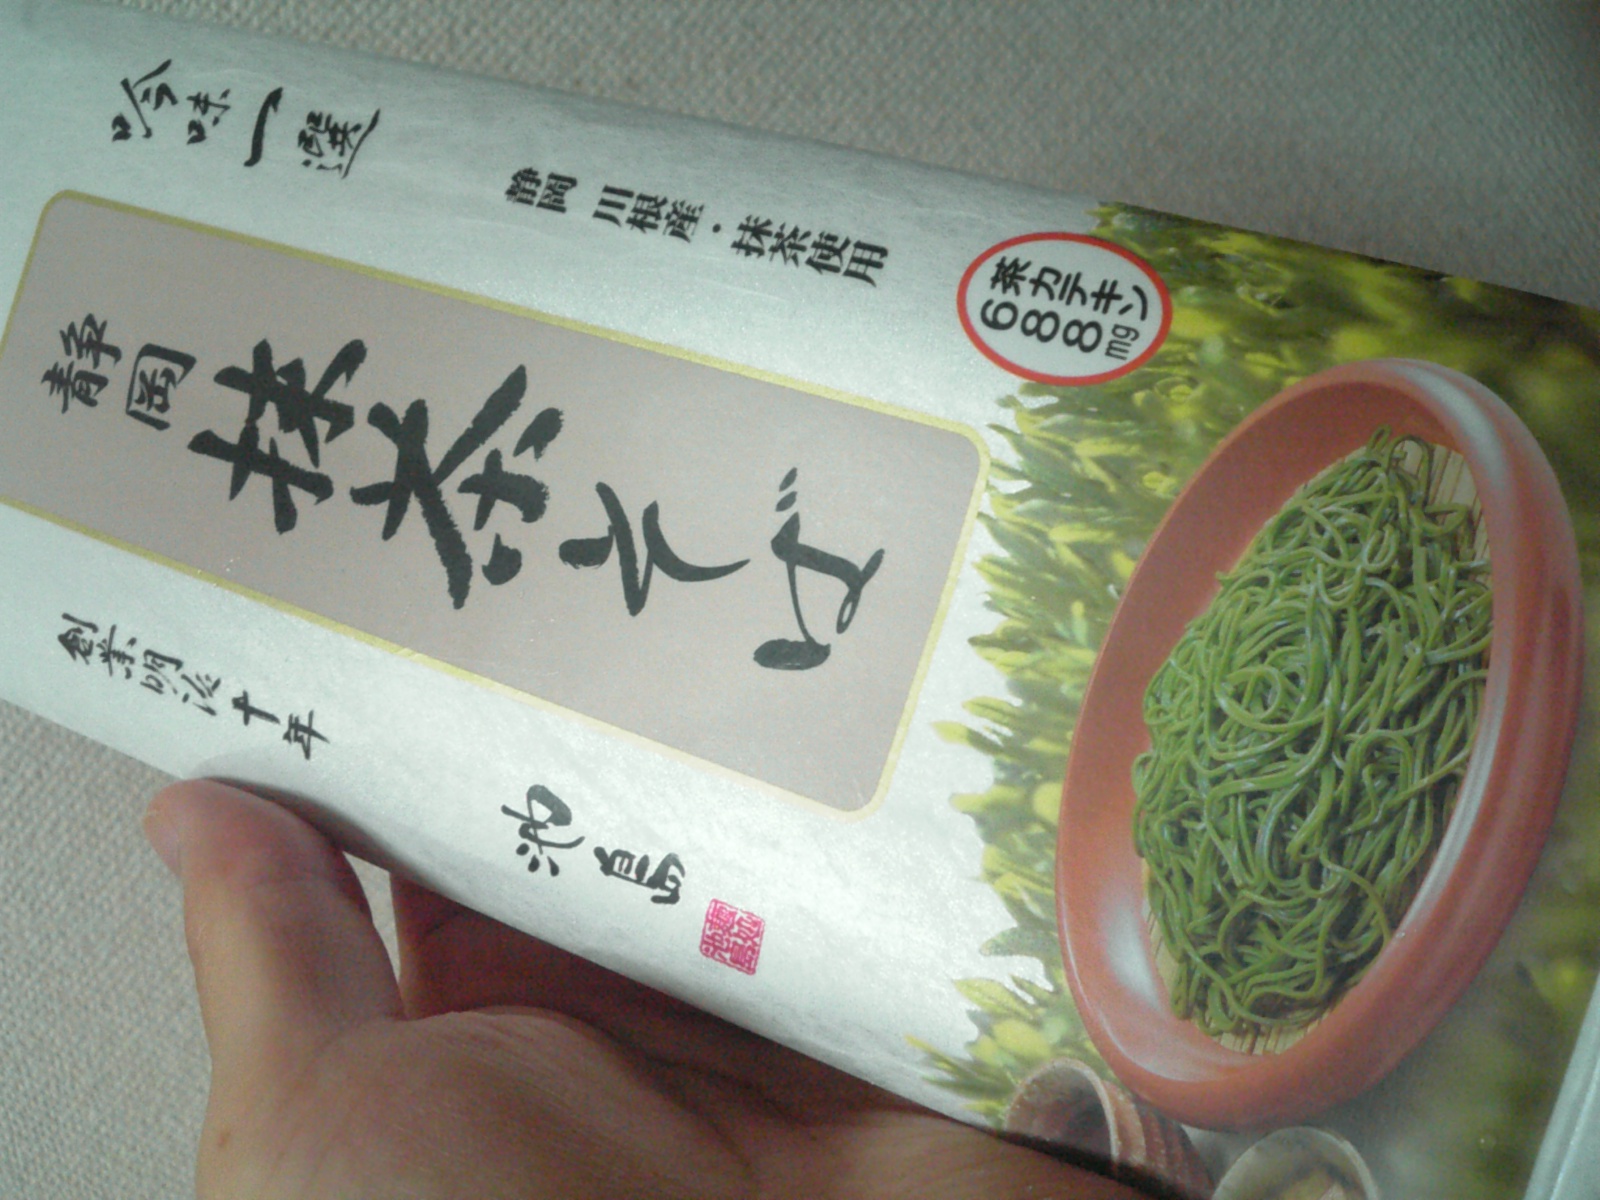 吟味一選
静岡 川根産・抹茶使用
茶カテキン
688mg
静岡
抹茶そば
創業明治十年
池島